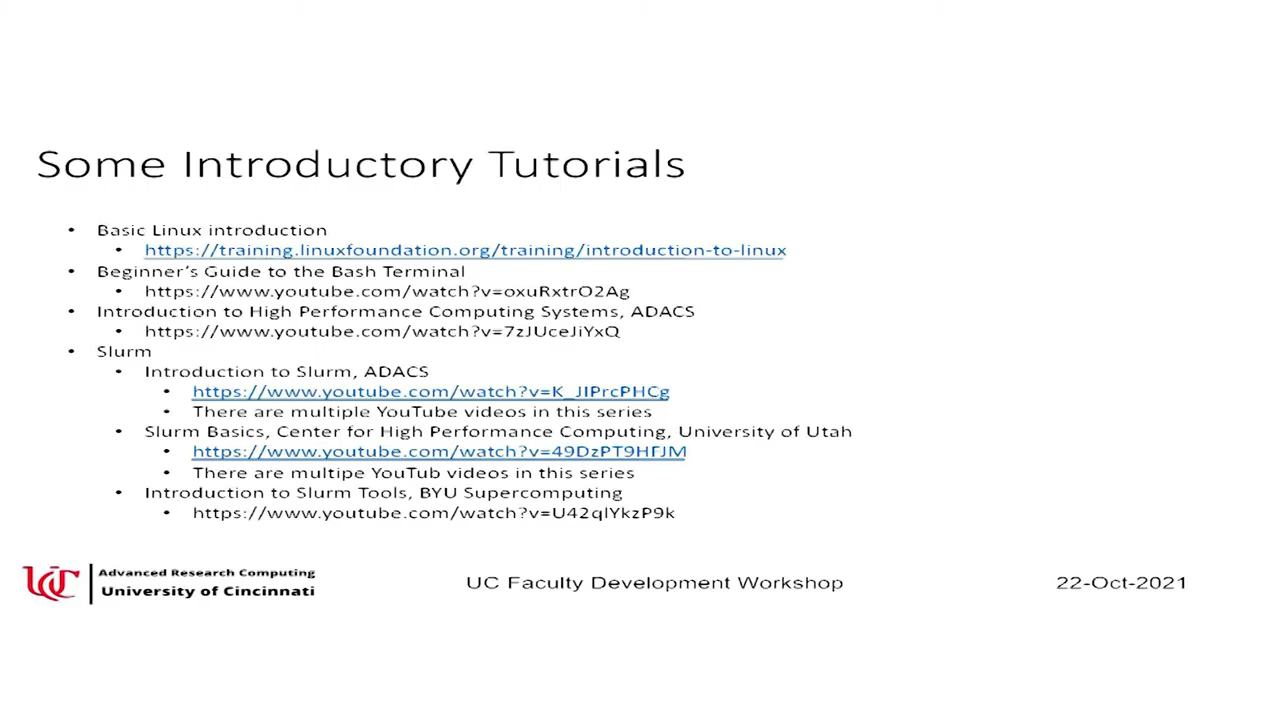 Some Introductory Tutorials
• Basic Linux introduction
• https://training.linuxfoundation.org/training/introduction-to-linux
• Beginner's Guide to the Bash Terminal
• https://www.youtube.com/watch?v=oxuRxtrO2Ag
• Introduction to High Performance Computing Systems, ADACS
• https://www.youtube.com/watch?v=7zJUceJiYxQ
• Slurm
• Introduction to Slurm, ADACS
• https://www.youtube.com/watch?v=K_JIPrcPHCg
• There are multiple YouTube videos in this series
• Slurm Basics, Center for High Performance Computing, University of Utah
• https://www.youtube.com/watch?v=49DzPT9HFJM
• There are multipe YouTub videos in this series
• Introduction to Slurm Tools, BYU Supercomputing
• https://www.youtube.com/watch?v=U42qlYkzP9k
UC
Advanced Research Computing
University of Cincinnati
UC Faculty Development Workshop
22-Oct-2021